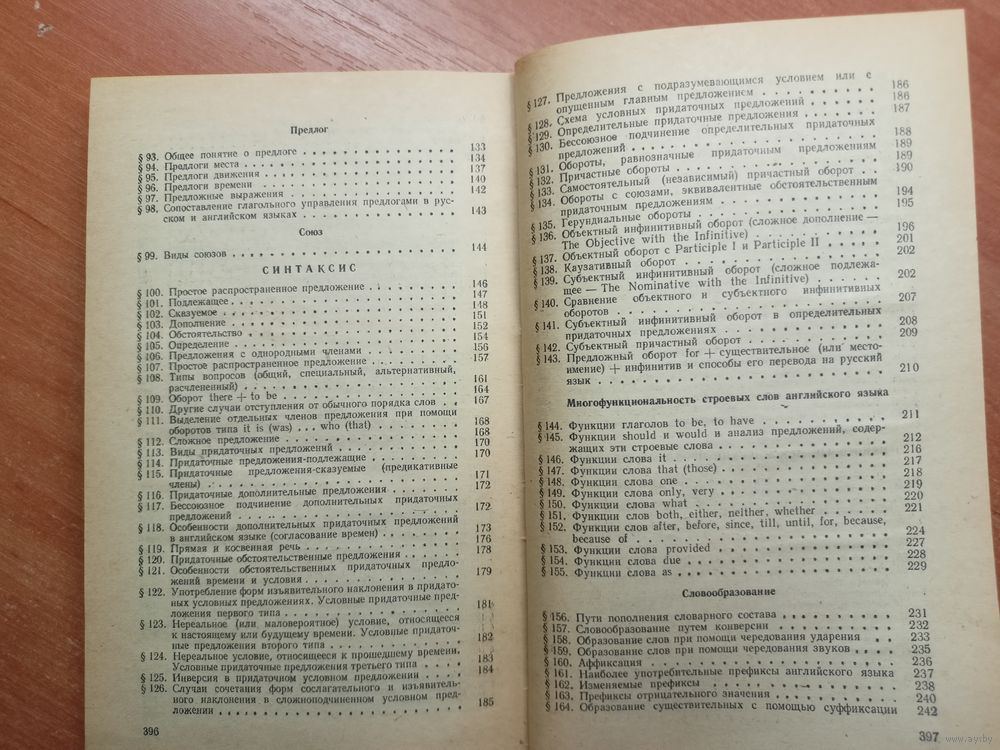 Предлог
§ 93. Общее понятие о предлоге 133
§ 94. Предлоги места 134
§ 95. Предлоги движения 137
§ 96. Предлоги времени 140
§ 97. Предложные выражения 142
§ 98. Сопоставление глагольного управления предлогами в рус-
ском и английском языках 143
Союз
§ 99. Виды союзов 144
СИНТАКСИС
§ 100. Простое распространенное предложение 146
§ 101. Подлежащее 147
§ 102. Сказуемое 148
§ 103. Дополнение 151
§ 104. Обстоятельство 152
§ 105. Определение 154
§ 106. Предложения с однородными членами 156
§ 107. Простое распространенное предложение 157
§ 108. Типы вопросов (общий, специальный, альтернативный,
расчлененный) 161
§ 109. Оборот there + to be 164
§ 110. Другие случаи отступления от обычного порядка слов 167
§ 111. Выделение отдельных членов предложения при помощи
оборотов типа it is (was) ... who (that) 168
§ 112. Сложное предложение 168
§ 113. Виды придаточных предложений 170
§ 114. Придаточные предложения-подлежащие 170
§ 115. Придаточные предложения-сказуемые (предикативные
члены) 171
§ 116. Придаточные дополнительные предложения 172
§ 117. Бессоюзное подчинение дополнительных придаточных
предложений 172
§ 118. Особенности дополнительных придаточных предложений
в английском языке (согласование времен) 173
§ 119. Прямая и косвенная речь 176
§ 120. Придаточные обстоятельственные предложения 178
§ 121. Особенности обстоятельственных придаточных предло-
жений времени и условия 179
§ 122. Употребление форм изъявительного наклонения в придаточ-
ных условных предложениях. Условные придаточные пред-
ложения первого типа 181
§ 123. Нереальное (или маловероятное) условие, относящееся
к настоящему или будущему времени. Условные придаточ-
ные предложения второго типа 182
§ 124. Нереальное условие, относящееся к прошедшему времени.
Условные придаточные предложения третьего типа 183
§ 125. Инверсия в придаточном условном предложении 184
§ 126. Случаи сочетания форм сослагательного и изъявитель-
ного наклонения в сложноподчиненном условном пред-
ложении 185
396
§ 127. Предложения с подразумевающимся условием или с
опущенным главным предложением 186
§ 128. Схема условных придаточных предложений 186
§ 129. Определительные придаточные предложения 187
§ 130. Бессоюзное подчинение определительных придаточных
предложений 188
§ 131. Обороты, равнозначные придаточным предложениям 189
§ 132. Причастные обороты 189
§ 133. Самостоятельный (независимый) причастный оборот 190
§ 134. Обороты с союзами, эквивалентные обстоятельственным
придаточным предложениям 194
§ 135. Герундиальные обороты 195
§ 136. Объектный инфинитивный оборот (сложное дополнение —
The Objective with the Infinitive) 196
§ 137. Объектный оборот с Participle I и Participle II 201
§ 138. Каузативный оборот 202
§ 139. Субъектный инфинитивный оборот (сложное подлежа-
щее — The Nominative with the Infinitive) 202
§ 140. Сравнение объектного и субъектного инфинитивных
оборотов 207
§ 141. Субъектный инфинитивный оборот в определительных
придаточных предложениях 208
§ 142. Субъектный причастный оборот 209
§ 143. Предложный оборот for + существительное (или место-
имение) + инфинитив и способы его перевода на русский
язык 210
Многофункциональность строевых слов английского языка
§ 144. Функции глаголов to be, to have 211
§ 145. Функции should и would и анализ предложений, содер-
жащих эти строевые слова 212
§ 146. Функции слова it 216
§ 147. Функции слова that (those) 217
§ 148. Функции слова one 218
§ 149. Функции слова only, very 219
§ 150. Функции слова what 220
§ 151. Функции слов both, either, neither, whether 221
§ 152. Функции слов after, before, since, till, until, for, because,
because of 224
§ 153. Функции слова provided 227
§ 154. Функции слова due 228
§ 155. Функции слова as 229
Словообразование
§ 156. Пути пополнения словарного состава 231
§ 157. Словообразование путем конверсии 232
§ 158. Образование слов при помощи чередования ударения 233
§ 159. Образование слов при помощи чередования звуков 235
§ 160. Аффиксация 236
§ 161. Наиболее употребительные префиксы английского языка 237
§ 162. Изменяемые префиксы 238
§ 163. Префиксы отрицательного значения 240
§ 164. Образование существительных с помощью суффиксации 242
397
www.ay.by